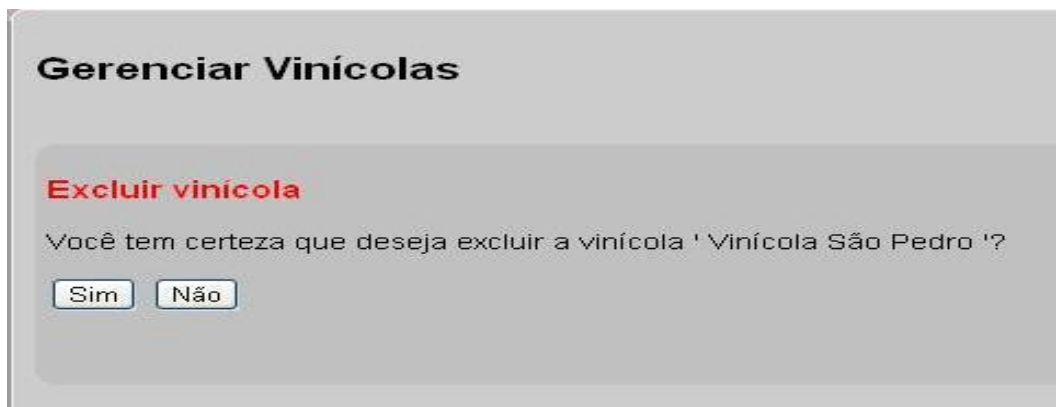 Gerenciar Vinícolas
Excluir vinícola
Você tem certeza que deseja excluir a vinícola ' Vinícola São Pedro '?
Sim Não